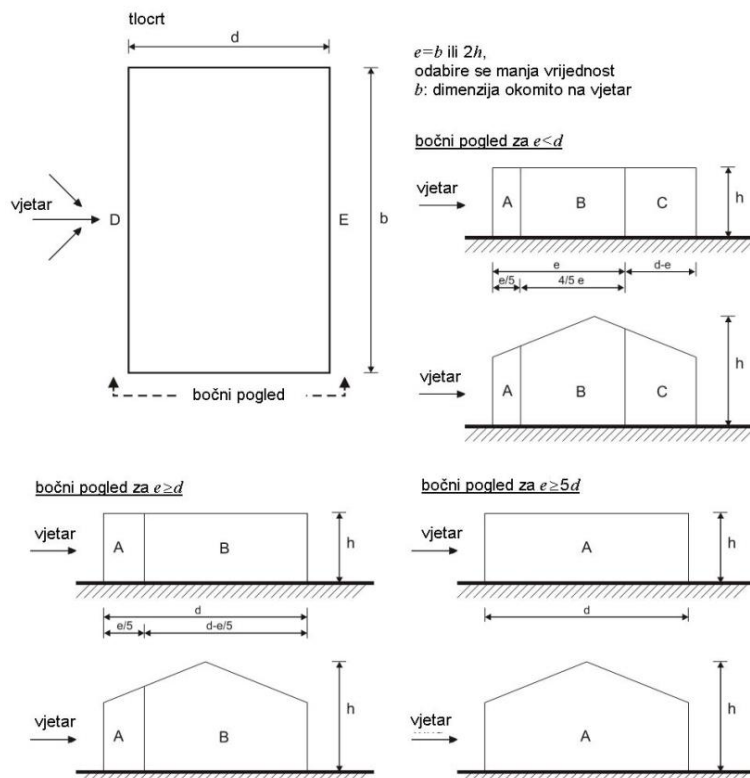 tlocrt
d
e=b ili 2h,
odabire se manja vrijednost
b: dimenzija okomito na vjetar
vjetar
D
E
b
bočni pogled
bočni pogled za e<d
vjetar
A
B
C
h
e
d-e
e/5
4/5 e
vjetar
A
B
C
h
bočni pogled za e≥d
vjetar
A
B
h
d
e/5
d-e/5
vjetar
A
B
h
bočni pogled za e≥5d
vjetar
A
h
d
vjetar
A
h